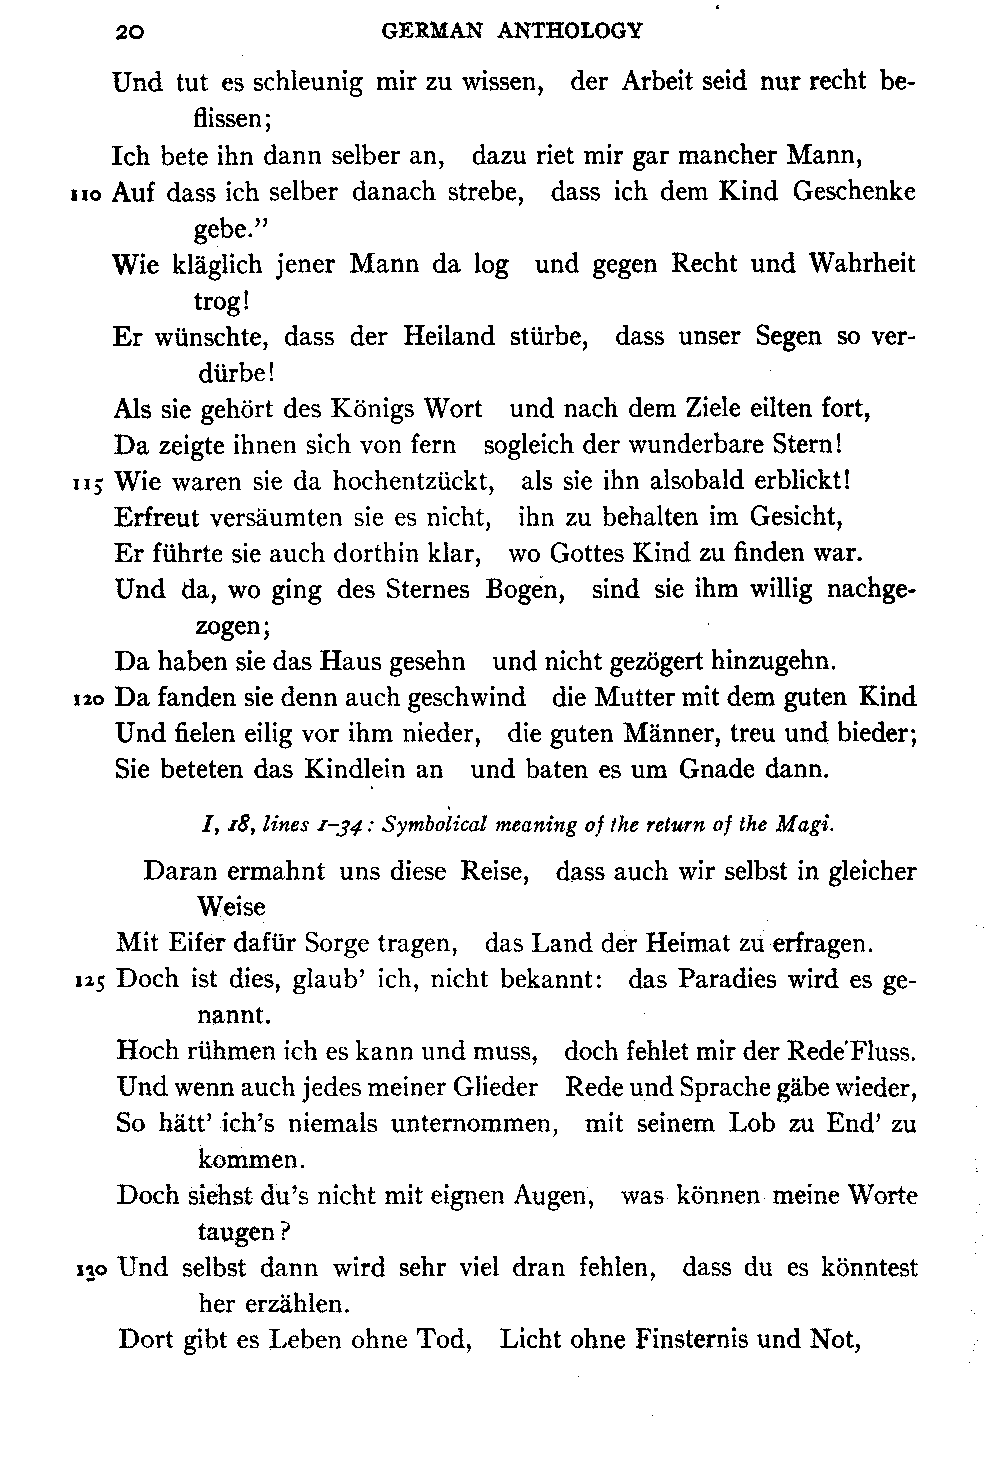 20 GERMAN ANTHOLOGY
Und tut es schleunig mir zu wissen, der Arbeit seid nur recht be-
flissen;
Ich bete ihn dann selber an, dazu riet mir gar mancher Mann,
110 Auf dass ich selber danach strebe, dass ich dem Kind Geschenke
gebe.”
Wie kläglich jener Mann da log und gegen Recht und Wahrheit
trog!
Er wünschte, dass der Heiland stürbe, dass unser Segen so ver-
dürbe!
Als sie gehört des Königs Wort und nach dem Ziele eilten fort,
Da zeigte ihnen sich von fern sogleich der wunderbare Stern!
115 Wie waren sie da hochentzückt, als sie ihn alsobald erblickt!
Erfreut versäumten sie es nicht, ihn zu behalten im Gesicht,
Er führte sie auch dorthin klar, wo Gottes Kind zu finden war.
Und da, wo ging des Sternes Bogen, sind sie ihm willig nachge-
zogen;
Da haben sie das Haus gesehn und nicht gezögert hinzugehn.
120 Da fanden sie denn auch geschwind die Mutter mit dem guten Kind
Und fielen eilig vor ihm nieder, die guten Männer, treu und bieder;
Sie beteten das Kindlein an und baten es um Gnade dann.
I, 18, lines 1–34: Symbolical meaning of the return of the Magi.
Daran ermahnt uns diese Reise, dass auch wir selbst in gleicher
Weise
Mit Eifer dafür Sorge tragen, das Land der Heimat zu erfragen.
125 Doch ist dies, glaub’ ich, nicht bekannt: das Paradies wird es ge-
nannt.
Hoch rühmen ich es kann und muss, doch fehlet mir der Rede Fluss.
Und wenn auch jedes meiner Glieder Rede und Sprache gäbe wieder,
So hätt’ ich’s niemals unternommen, mit seinem Lob zu End’ zu
kommen.
Doch siehst du’s nicht mit eignen Augen, was können meine Worte
taugen?
130 Und selbst dann wird sehr viel dran fehlen, dass du es könntest
her erzählen.
Dort gibt es Leben ohne Tod, Licht ohne Finsternis und Not,